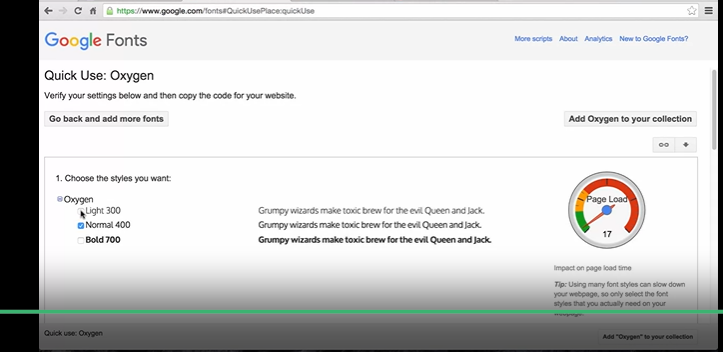 https://www.google.com/fonts#QuickUsePlace:quickUse
Google Fonts
More scripts About Analytics New to Google Fonts?
Quick Use: Oxygen
Verify your settings below and then copy the code for your website.
Go back and add more fonts
Add Oxygen to your collection
1. Choose the styles you want:
Oxygen
Light 300 Grumpy wizards make toxic brew for the evil Queen and Jack.
Normal 400 Grumpy wizards make toxic brew for the evil Queen and Jack.
Bold 700 Grumpy wizards make toxic brew for the evil Queen and Jack.
Page Load
17
Impact on page load time
Tip: Using many font styles can slow down
your webpage, so only select the font
styles that you actually need on your
webpage.
Quick use: Oxygen
Add "Oxygen" to your collection